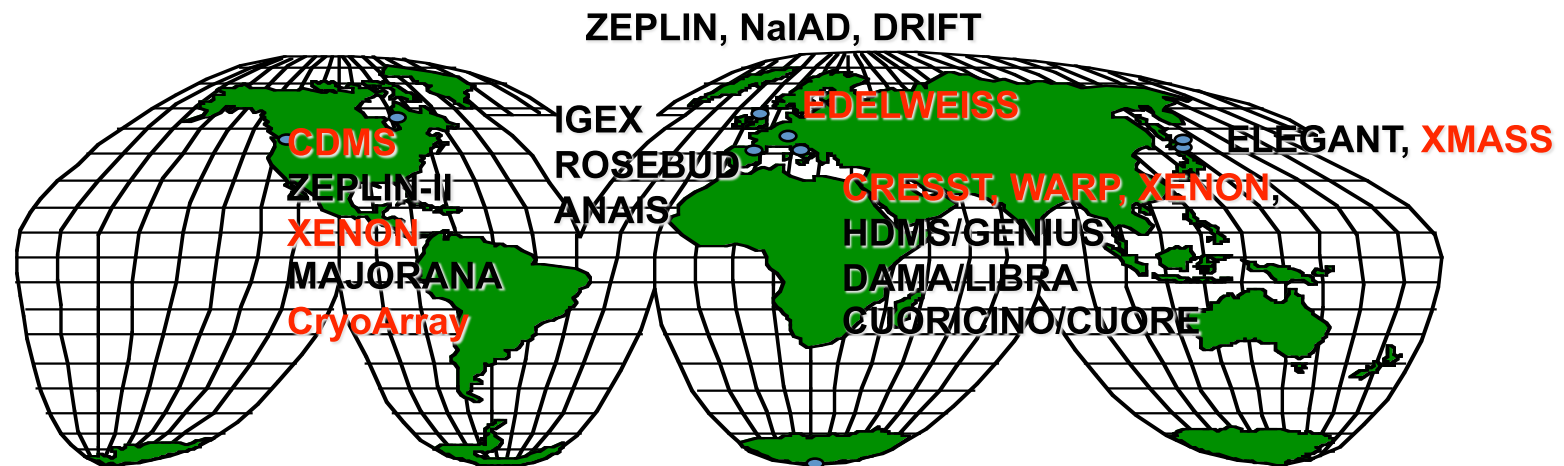 ZEPLIN, NaIAD, DRIFT
CDMS
ZEPLIN-II
XENON
MAJORANA
CryoArray
IGEX
ROSEBUD
ANAIS
EDELWEISS
CRESST, WARP, XENON,
HDMS/GENIUS
DAMA/LIBRA
CUORICINO/CUORE
ELEGANT, XMASS